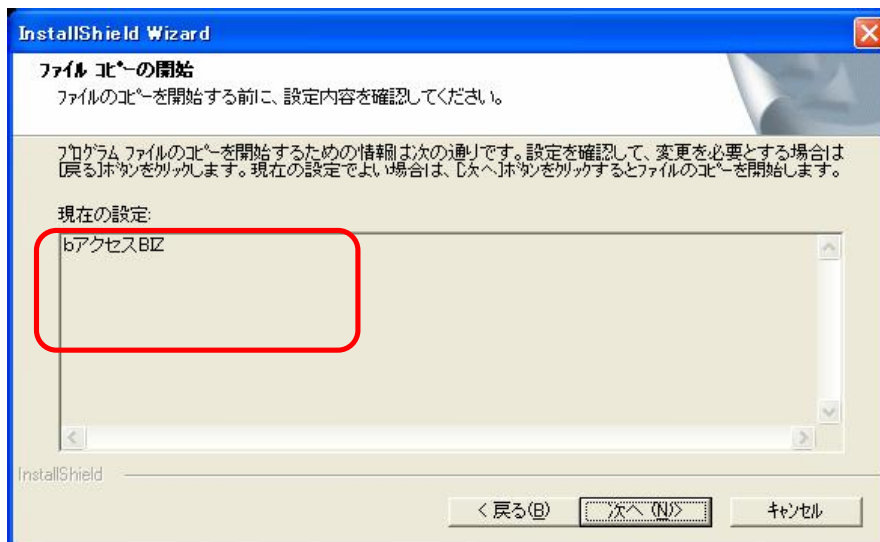 InstallShield Wizard
ファイル コピーの開始
ファイルのコピーを開始する前に、設定内容を確認してください。
プログラム ファイルのコピーを開始するための情報は次の通りです。設定を確認して、変更を必要とする場合は
[戻る]ボタンをクリックします。現在の設定でよい場合は、[次へ]ボタンをクリックするとファイルのコピーを開始します。
現在の設定:
bアクセスBIZ
InstallShield
< 戻る(B) 次へ (N)> キャンセル